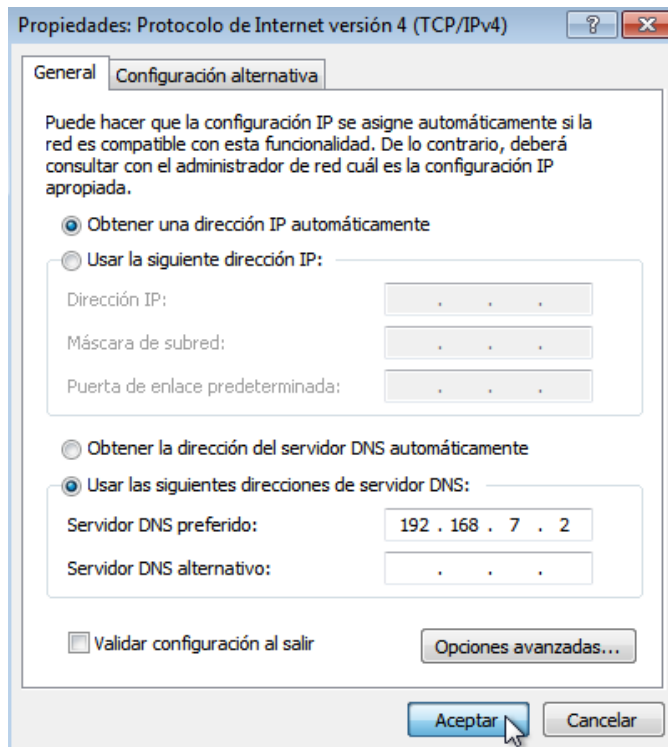 Propiedades: Protocolo de Internet versión 4 (TCP/IPv4)
General
Configuración alternativa
Puede hacer que la configuración IP se asigne automáticamente si la
red es compatible con esta funcionalidad. De lo contrario, deberá
consultar con el administrador de red cuál es la configuración IP
apropiada.
Obtener una dirección IP automáticamente
Usar la siguiente dirección IP:
Dirección IP: . . .
Máscara de subred: . . .
Puerta de enlace predeterminada: . . .
Obtener la dirección del servidor DNS automáticamente
Usar las siguientes direcciones de servidor DNS:
Servidor DNS preferido: 192 . 168 . 7 . 2
Servidor DNS alternativo: . . .
Validar configuración al salir
Opciones avanzadas...
Aceptar
Cancelar